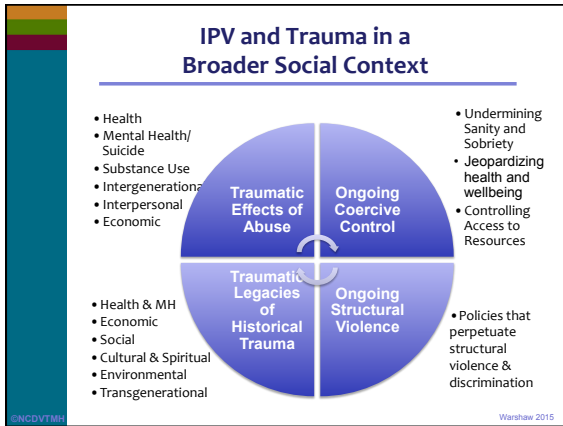 IPV and Trauma in a
Broader Social Context
• Health
• Mental Health/
Suicide
• Substance Use
• Intergenerationa
• Interpersonal
• Economic
Traumatic
Effects of
Abuse
Ongoing
Coercive
Control
• Undermining
Sanity and
Sobriety
• Jeopardizing
health and
wellbeing
• Controlling
Access to
Resources
• Health & MH
• Economic
• Social
• Cultural & Spiritual
• Environmental
• Transgenerational
Traumatic
Legacies
of
Historical
Trauma
Ongoing
Structural
Violence
• Policies that
perpetuate
structural
violence &
discrimination
©NCDVTMH
Warshaw 2015